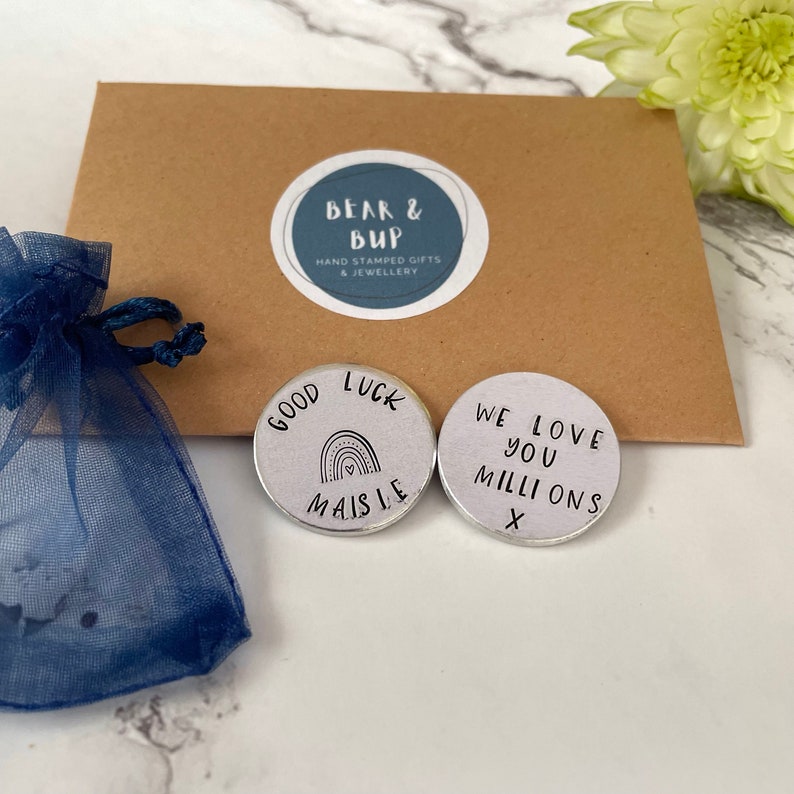 BEAR &
BUP
HAND STAMPED GIFTS
& JEWELLERY
GOOD LUCK
MAISIE
WE LOVE
YOU
MILLIONS
X